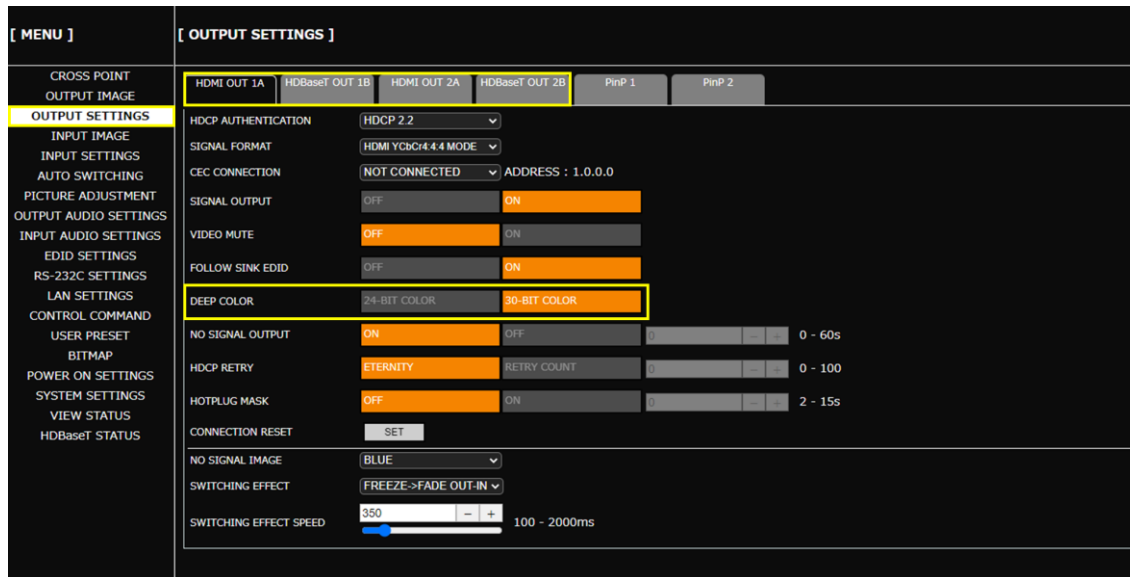 [ MENU ]
[ OUTPUT SETTINGS ]
CROSS POINT
OUTPUT IMAGE
OUTPUT SETTINGS
INPUT IMAGE
INPUT SETTINGS
AUTO SWITCHING
PICTURE ADJUSTMENT
OUTPUT AUDIO SETTINGS
INPUT AUDIO SETTINGS
EDID SETTINGS
RS-232C SETTINGS
LAN SETTINGS
CONTROL COMMAND
USER PRESET
BITMAP
POWER ON SETTINGS
SYSTEM SETTINGS
VIEW STATUS
HDBaseT STATUS
HDMI OUT 1A HDBaseT OUT 1B HDMI OUT 2A HDBaseT OUT 2B PinP 1 PinP 2
HDCP AUTHENTICATION HDCP 2.2
SIGNAL FORMAT HDMI YCbCr4:4:4 MODE
CEC CONNECTION NOT CONNECTED ADDRESS : 1.0.0.0
SIGNAL OUTPUT OFF ON
VIDEO MUTE OFF ON
FOLLOW SINK EDID OFF ON
DEEP COLOR 24-BIT COLOR 30-BIT COLOR
NO SIGNAL OUTPUT ON OFF 0 - + 0 - 60s
HDCP RETRY ETERNITY RETRY COUNT 0 - + 0 - 100
HOTPLUG MASK OFF ON 0 - + 2 - 15s
CONNECTION RESET SET
NO SIGNAL IMAGE BLUE
SWITCHING EFFECT FREEZE->FADE OUT-IN
SWITCHING EFFECT SPEED 350 - + 100 - 2000ms